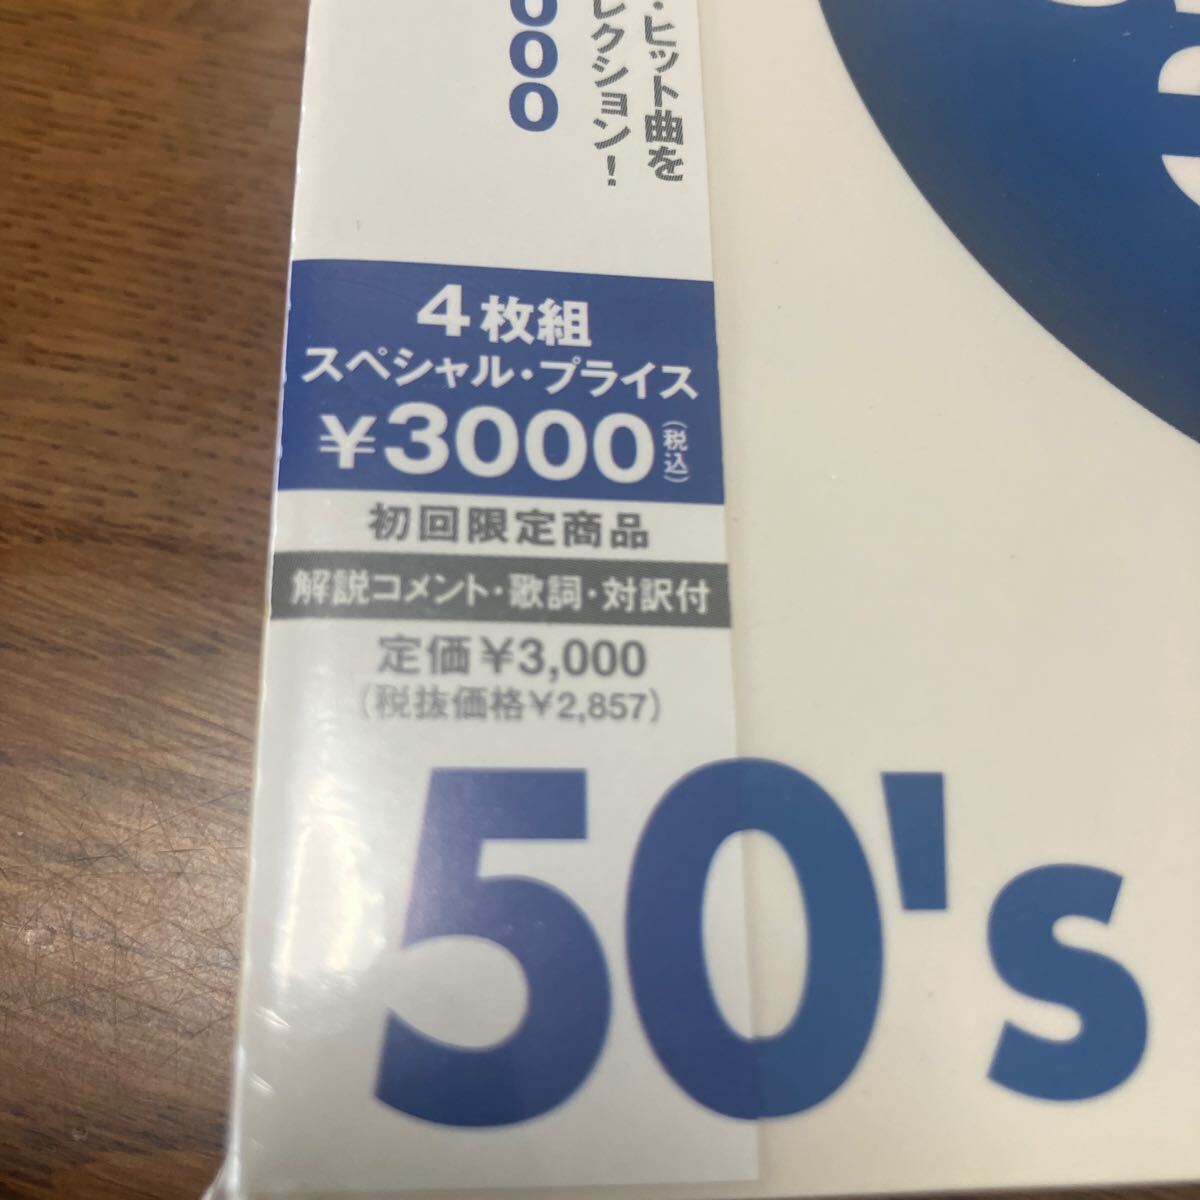 ・ヒット曲を
レクション!
000
4枚組
スペシャル・プライス
¥3000(税込)
初回限定商品
解説コメント・歌詞・対訳付
定価¥3,000
(税抜価格¥2,857)
50's